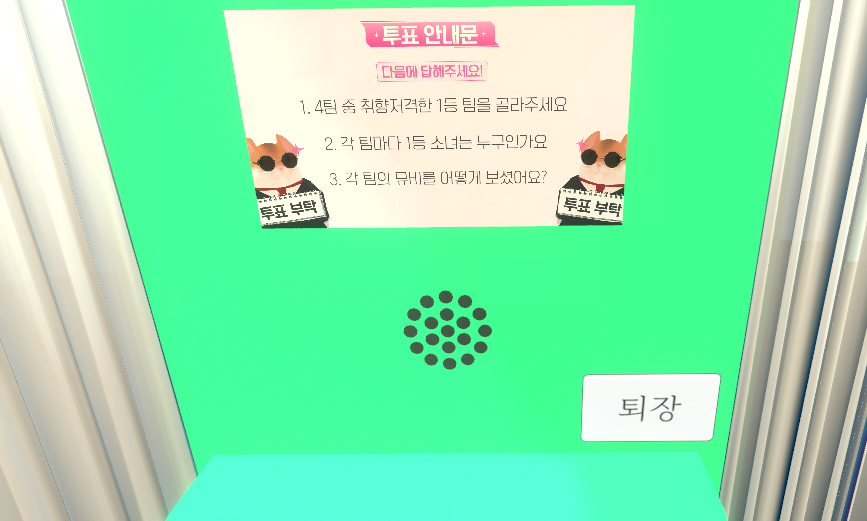 투표 안내문
다음에 답해주세요!
1. 4팀 중 취향저격한 1등 팀을 골라주세요
2. 각 팀마다 1등 소녀는 누구인가요
3. 각 팀의 뮤비를 어떻게 보셨어요?
투표 부탁
투표 부탁
퇴장